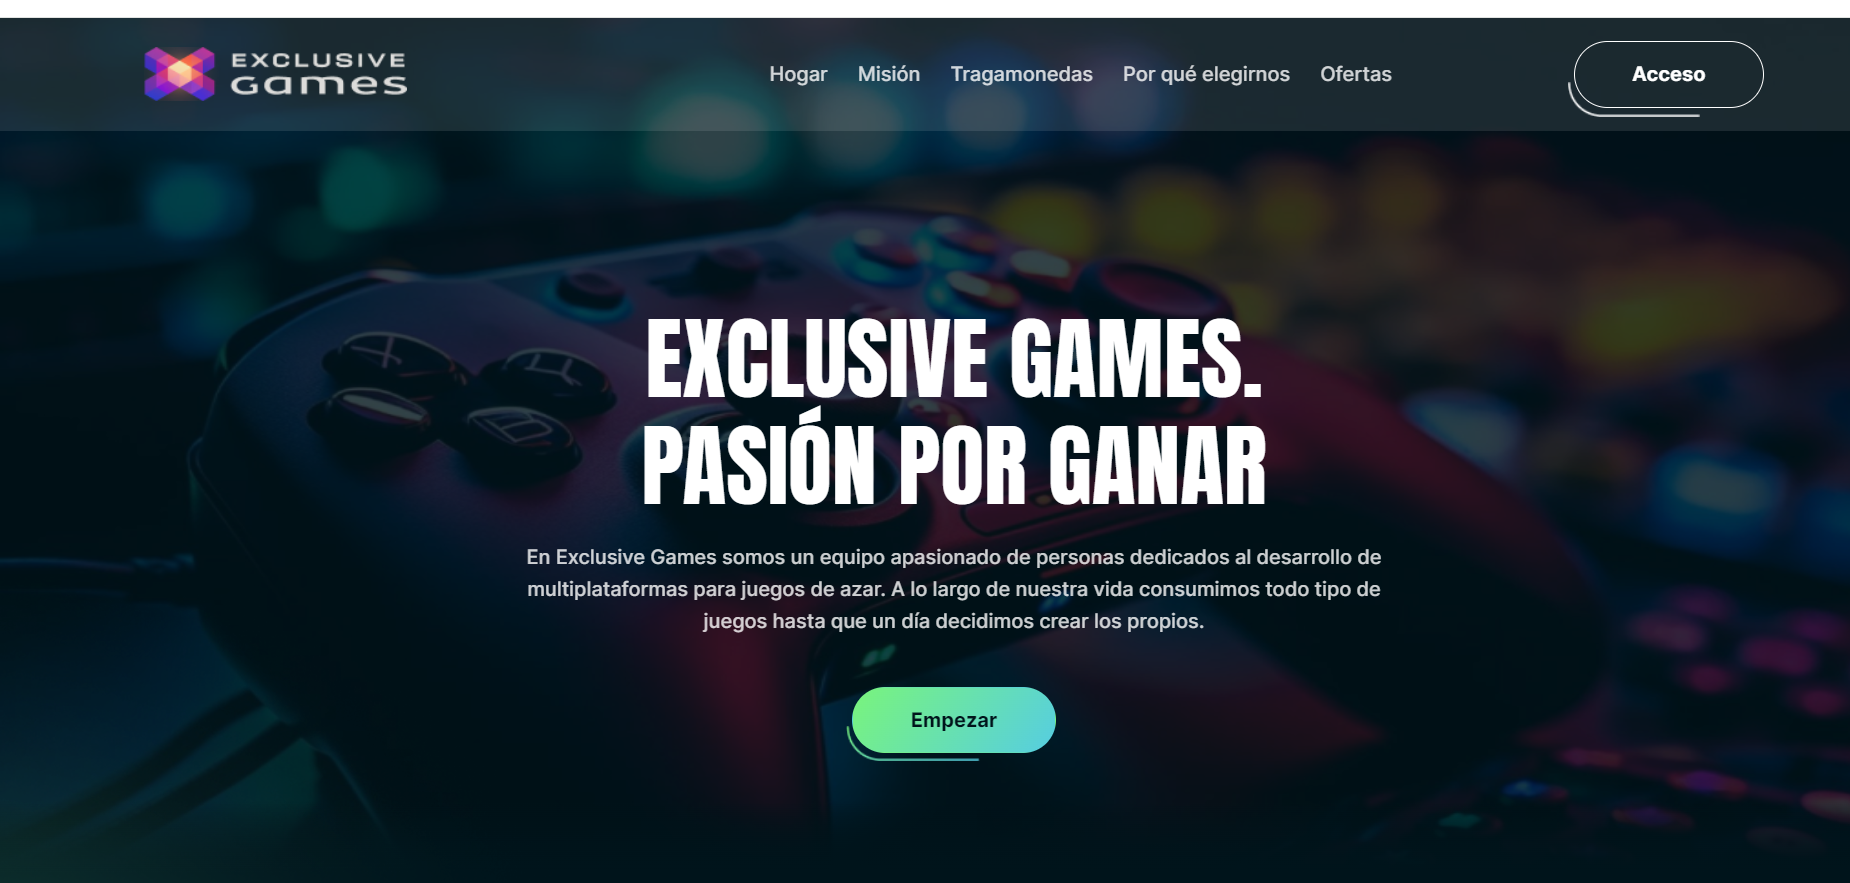 EXCLUSIVE
games
Hogar Misión Tragamonedas Por qué elegirnos Ofertas
Acceso
EXCLUSIVE GAMES.
PASIÓN POR GANAR
En Exclusive Games somos un equipo apasionado de personas dedicados al desarrollo de
multiplataformas para juegos de azar. A lo largo de nuestra vida consumimos todo tipo de
juegos hasta que un día decidimos crear los propios.
Empezar